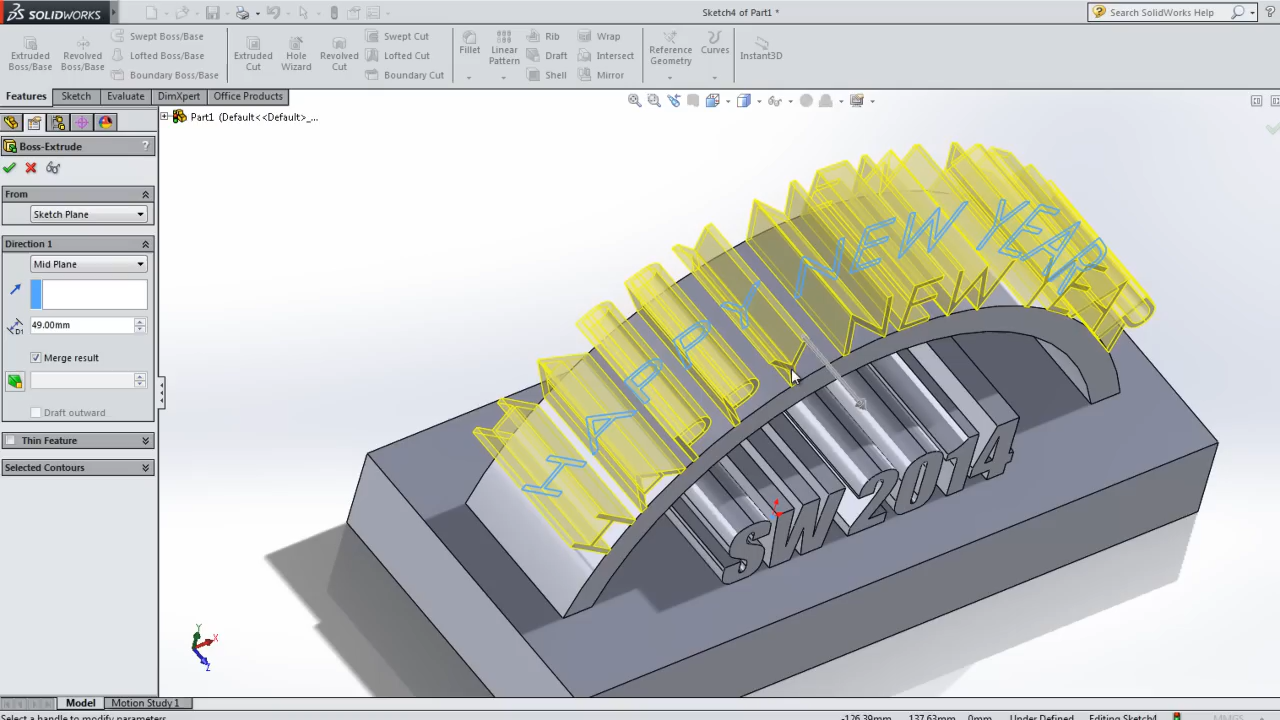 SOLIDWORKS
Sketch4 of Part1 *
Search SolidWorks Help
?
Extruded Boss/Base
Revolved Boss/Base
Swept Boss/Base
Lofted Boss/Base
Boundary Boss/Base
Extruded Cut
Hole Wizard
Revolved Cut
Swept Cut
Lofted Cut
Boundary Cut
Fillet
Linear Pattern
Rib
Draft
Shell
Wrap
Intersect
Mirror
Reference Geometry
Curves
Instant3D
Features
Sketch
Evaluate
DimXpert
Office Products
Part1 (Default<<Default>_...
Boss-Extrude
?
From
Sketch Plane
Direction 1
Mid Plane
D1
49.00mm
Merge result
Draft outward
Thin Feature
Selected Contours
HAPPY NEW YEAR
SW 2014
Y
X
Z
Model
Motion Study 1
Select a handle to modify parameters
-126.39mm
137.63mm
0mm
Under Defined
Editing Sketch4
MMGS